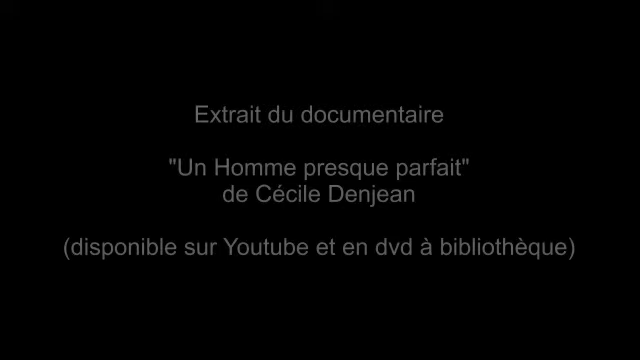 Extrait du documentaire
"Un Homme presque parfait"
de Cécile Denjean
(disponible sur Youtube et en dvd à bibliothèque)